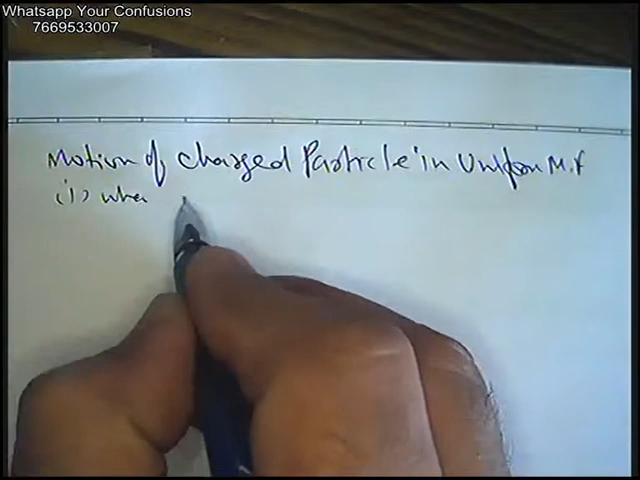 Whatsapp Your Confusions
7669533007
Motion of charged Particle in Uniform M.F
(i) when